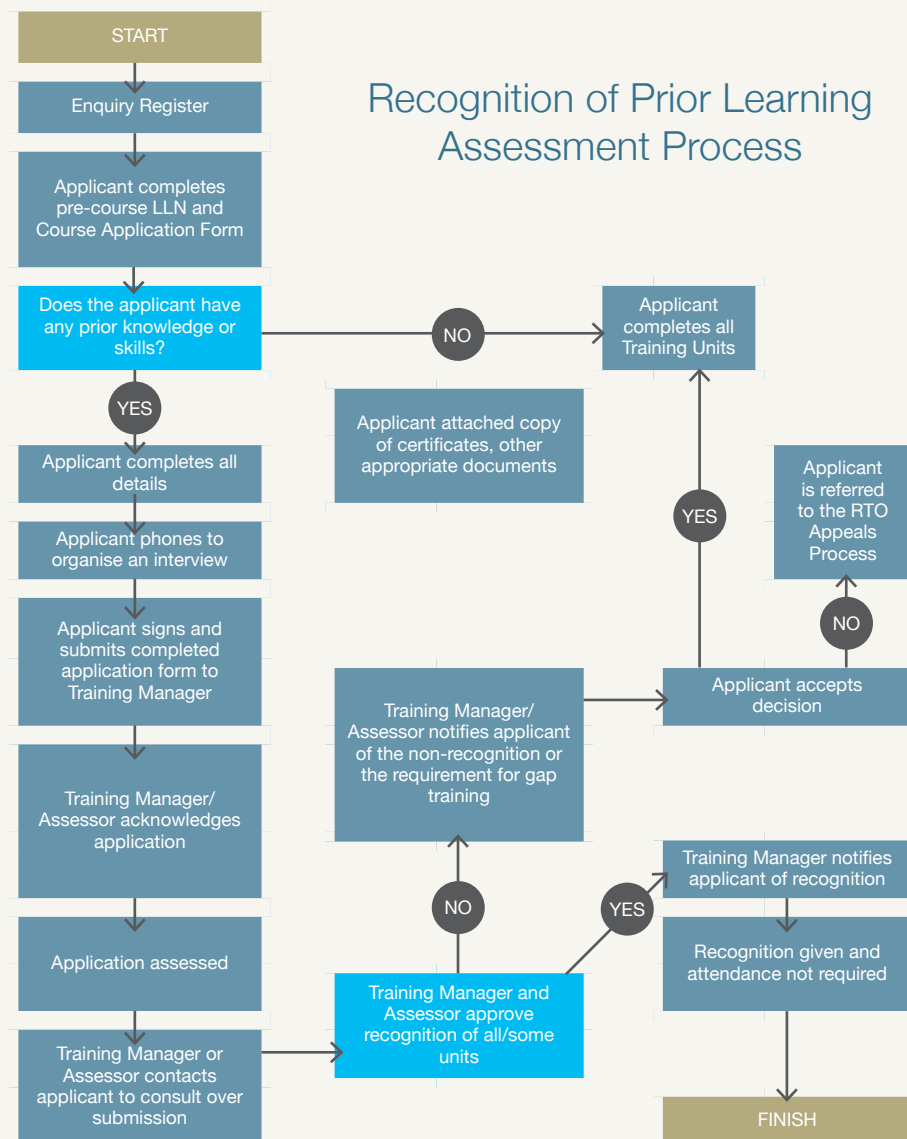 START
Recognition of Prior Learning
Assessment Process
Enquiry Register
Applicant completes
pre-course LLN and
Course Application Form
Does the applicant have
any prior knowledge or
skills?
NO
Applicant
completes all
Training Units
YES
Applicant attached copy
of certificates, other
appropriate documents
Applicant completes all
details
Applicant
is referred
to the RTO
Appeals
Process
YES
NO
Applicant phones to
organise an interview
Applicant signs and
submits completed
application form to
Training Manager
Training Manager/
Assessor notifies applicant
of the non-recognition or
the requirement for gap
training
Applicant accepts
decision
Training Manager/
Assessor acknowledges
application
NO
YES
Training Manager notifies
applicant of recognition
Application assessed
Recognition given and
attendance not required
Training Manager and
Assessor approve
recognition of all/some
units
Training Manager or
Assessor contacts
applicant to consult over
submission
FINISH